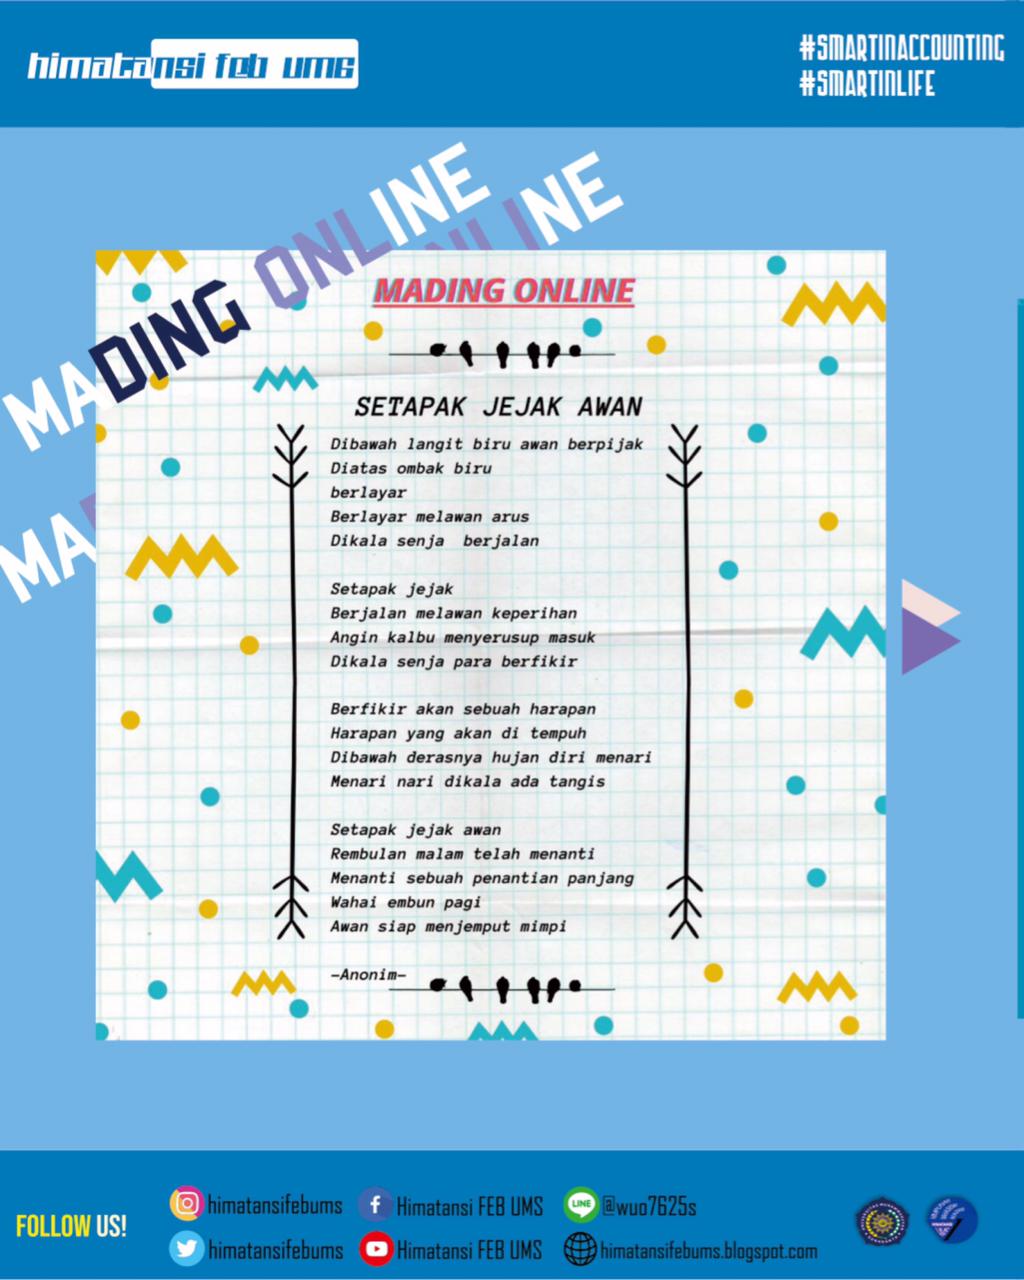 himatansi feb ums
#SMARTINACCOUNTING
#SMARTINLIFE
MADING ONLINE
NLINE
MA
MADING ONLINE
SETAPAK JEJAK AWAN
Dibawah langit biru awan berpijak
Diatas ombak biru
berlayar
Berlayar melawan arus
Dikala senja berjalan
Setapak jejak
Berjalan melawan keperihan
Angin kalbu menyerusup masuk
Dikala senja para berfikir
Berfikir akan sebuah harapan
Harapan yang akan di tempuh
Dibawah derasnya hujan diri menari
Menari nari dikala ada tangis
Setapak jejak awan
Rembulan malam telah menanti
Menanti sebuah penantian panjang
Wahai embun pagi
Awan siap menjemput mimpi
-Anonim-
FOLLOW US!
himatansifebums
Himatansi FEB UMS
LINE
@wuo7625s
himatansifebums
Himatansi FEB UMS
himatansifebums.blogspot.com